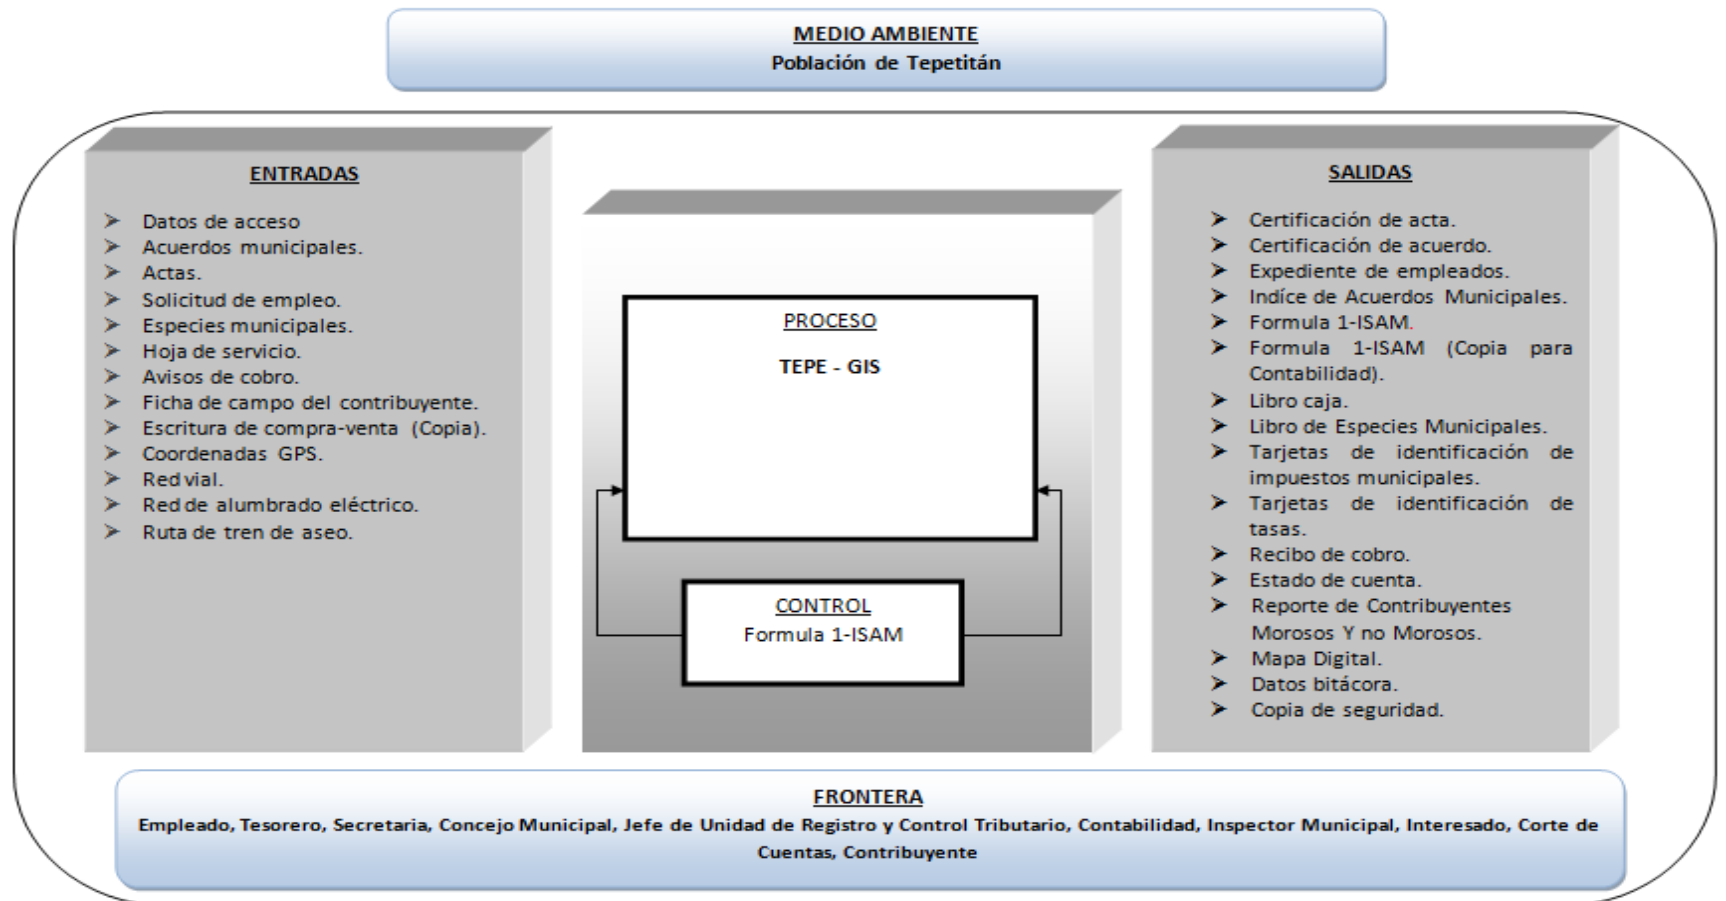 MEDIO AMBIENTE
Población de Tepetitán
ENTRADAS
➢ Datos de acceso
➢ Acuerdos municipales.
➢ Actas.
➢ Solicitud de empleo.
➢ Especies municipales.
➢ Hoja de servicio.
➢ Avisos de cobro.
➢ Ficha de campo del contribuyente.
➢ Escritura de compra-venta (Copia).
➢ Coordenadas GPS.
➢ Red vial.
➢ Red de alumbrado eléctrico.
➢ Ruta de tren de aseo.
PROCESO
TEPE - GIS
CONTROL
Formula 1-ISAM
SALIDAS
➢ Certificación de acta.
➢ Certificación de acuerdo.
➢ Expediente de empleados.
➢ Indíce de Acuerdos Municipales.
➢ Formula 1-ISAM.
➢ Formula 1-ISAM (Copia para
Contabilidad).
➢ Libro caja.
➢ Libro de Especies Municipales.
➢ Tarjetas de identificación de
impuestos municipales.
➢ Tarjetas de identificación de
tasas.
➢ Recibo de cobro.
➢ Estado de cuenta.
➢ Reporte de Contribuyentes
Morosos Y no Morosos.
➢ Mapa Digital.
➢ Datos bitácora.
➢ Copia de seguridad.
FRONTERA
Empleado, Tesorero, Secretaria, Concejo Municipal, Jefe de Unidad de Registro y Control Tributario, Contabilidad, Inspector Municipal, Interesado, Corte de
Cuentas, Contribuyente